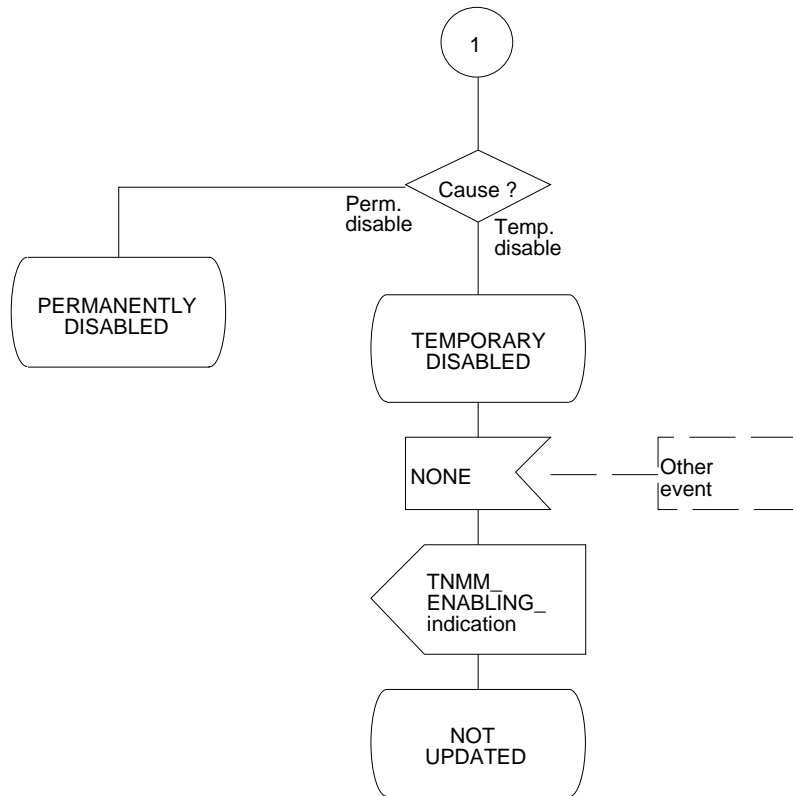 1
Cause ?
Perm.
disable
Temp.
disable
PERMANENTLY
DISABLED
TEMPORARY
DISABLED
NONE
Other
event
TNMM_
ENABLING_
indication
NOT
UPDATED